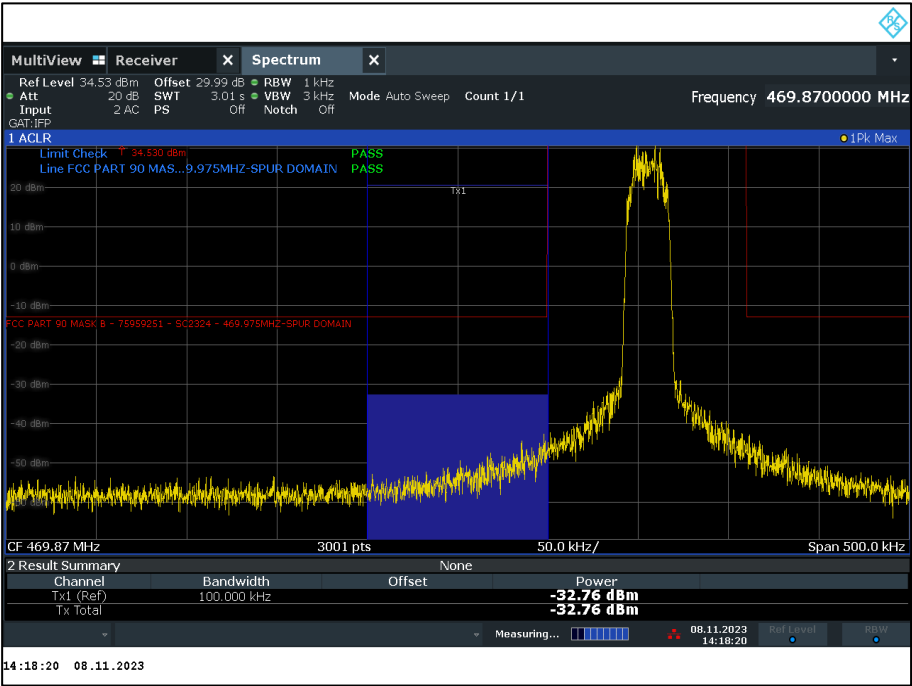 R S
MultiView Receiver X Spectrum X
Ref Level 34.53 dBm Offset 29.99 dB RBW 1 kHz
Att 20 dB SWT 3.01 s VBW 3 kHz Mode Auto Sweep Count 1/1 Frequency 469.8700000 MHz
Input 2 AC PS Off Notch Off
GAT:IFP
1 ACLR 1Pk Max
Limit Check 34.530 dBm PASS
Line FCC PART 90 MAS...9.975MHZ-SPUR DOMAIN PASS
20 dBm
Tx1
10 dBm
0 dBm
-10 dBm
FCC PART 90 MASK B - 75959251 - SC2324 - 469.975MHZ-SPUR DOMAIN
-20 dBm
-30 dBm
-40 dBm
-50 dBm
CF 469.87 MHz 3001 pts 50.0 kHz/ Span 500.0 kHz
2 Result Summary None
Channel Bandwidth Offset Power
Tx1 (Ref) 100.000 kHz -32.76 dBm
Tx Total -32.76 dBm
Measuring... 08.11.2023 Ref Level RBW
14:18:20
14:18:20 08.11.2023